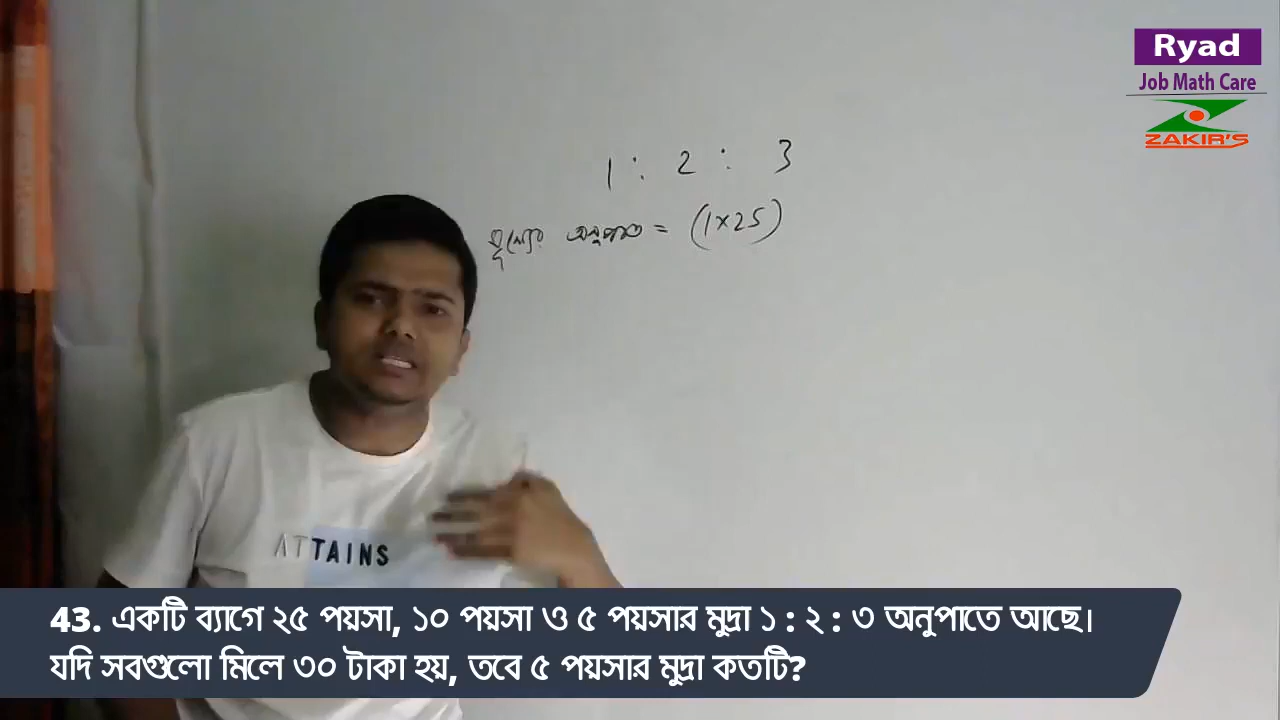 Ryad
Job Math Care
ZAKIR'S
1 : 2 : 3
মূল্যের অনুপাত = (1×25)
ATTAINS
43. একটি ব্যাগে ২৫ পয়সা, ১০ পয়সা ও ৫ পয়সার মুদ্রা ১ : ২ : ৩ অনুপাতে আছে।
যদি সবগুলো মিলে ৩০ টাকা হয়, তবে ৫ পয়সার মুদ্রা কতটি?